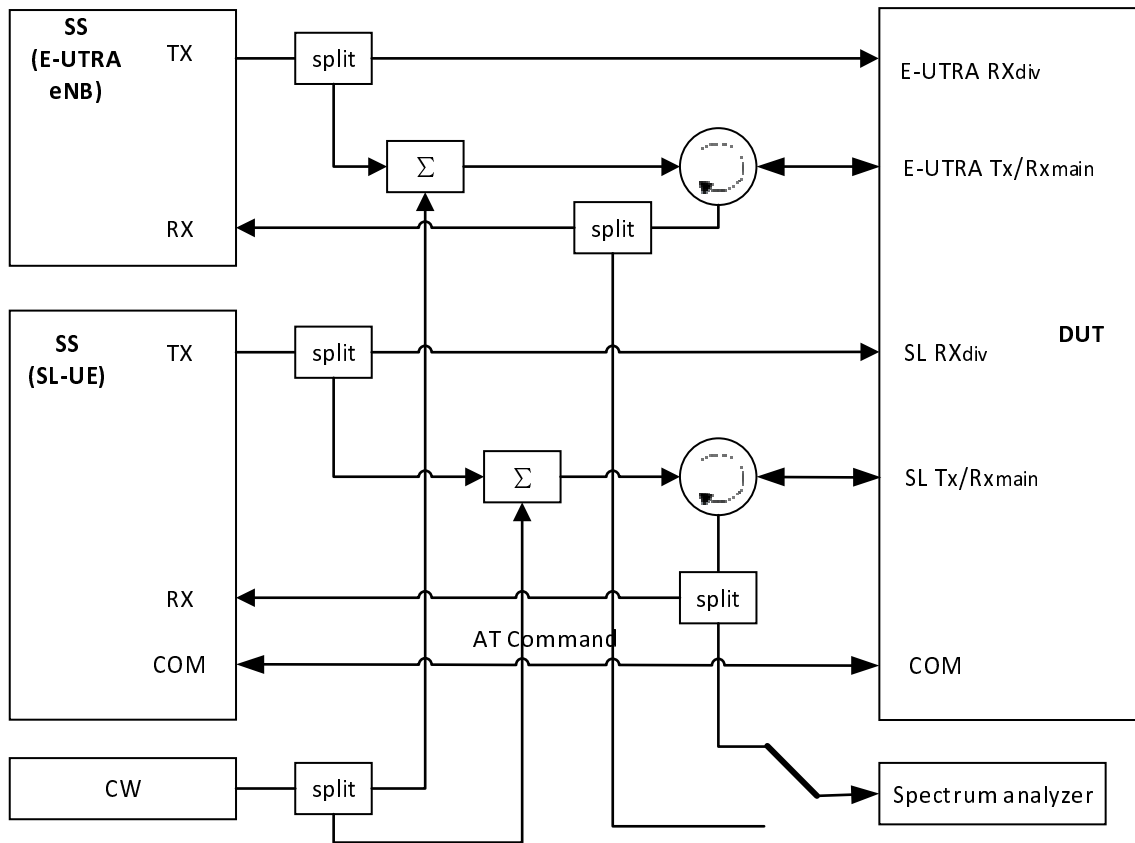 SS
(E-UTRA
eNB)
TX
split
E-UTRA RXdiv
Σ
E-UTRA Tx/Rxmain
RX
split
SS
(SL-UE)
TX
split
SL RXdiv
DUT
Σ
SL Tx/Rxmain
RX
split
AT Command
COM
COM
CW
split
Spectrum analyzer